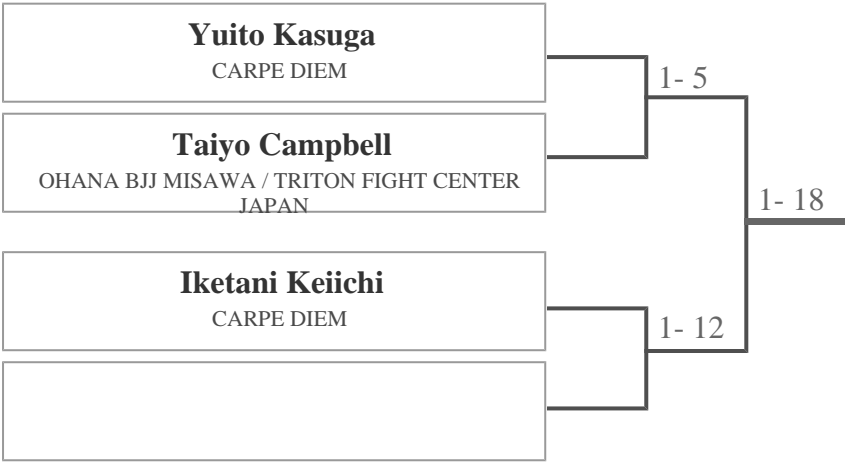 Yuito Kasuga
CARPE DIEM
1- 5
Taiyo Campbell
OHANA BJJ MISAWA / TRITON FIGHT CENTER
JAPAN
1- 18
Iketani Keiichi
CARPE DIEM
1- 12